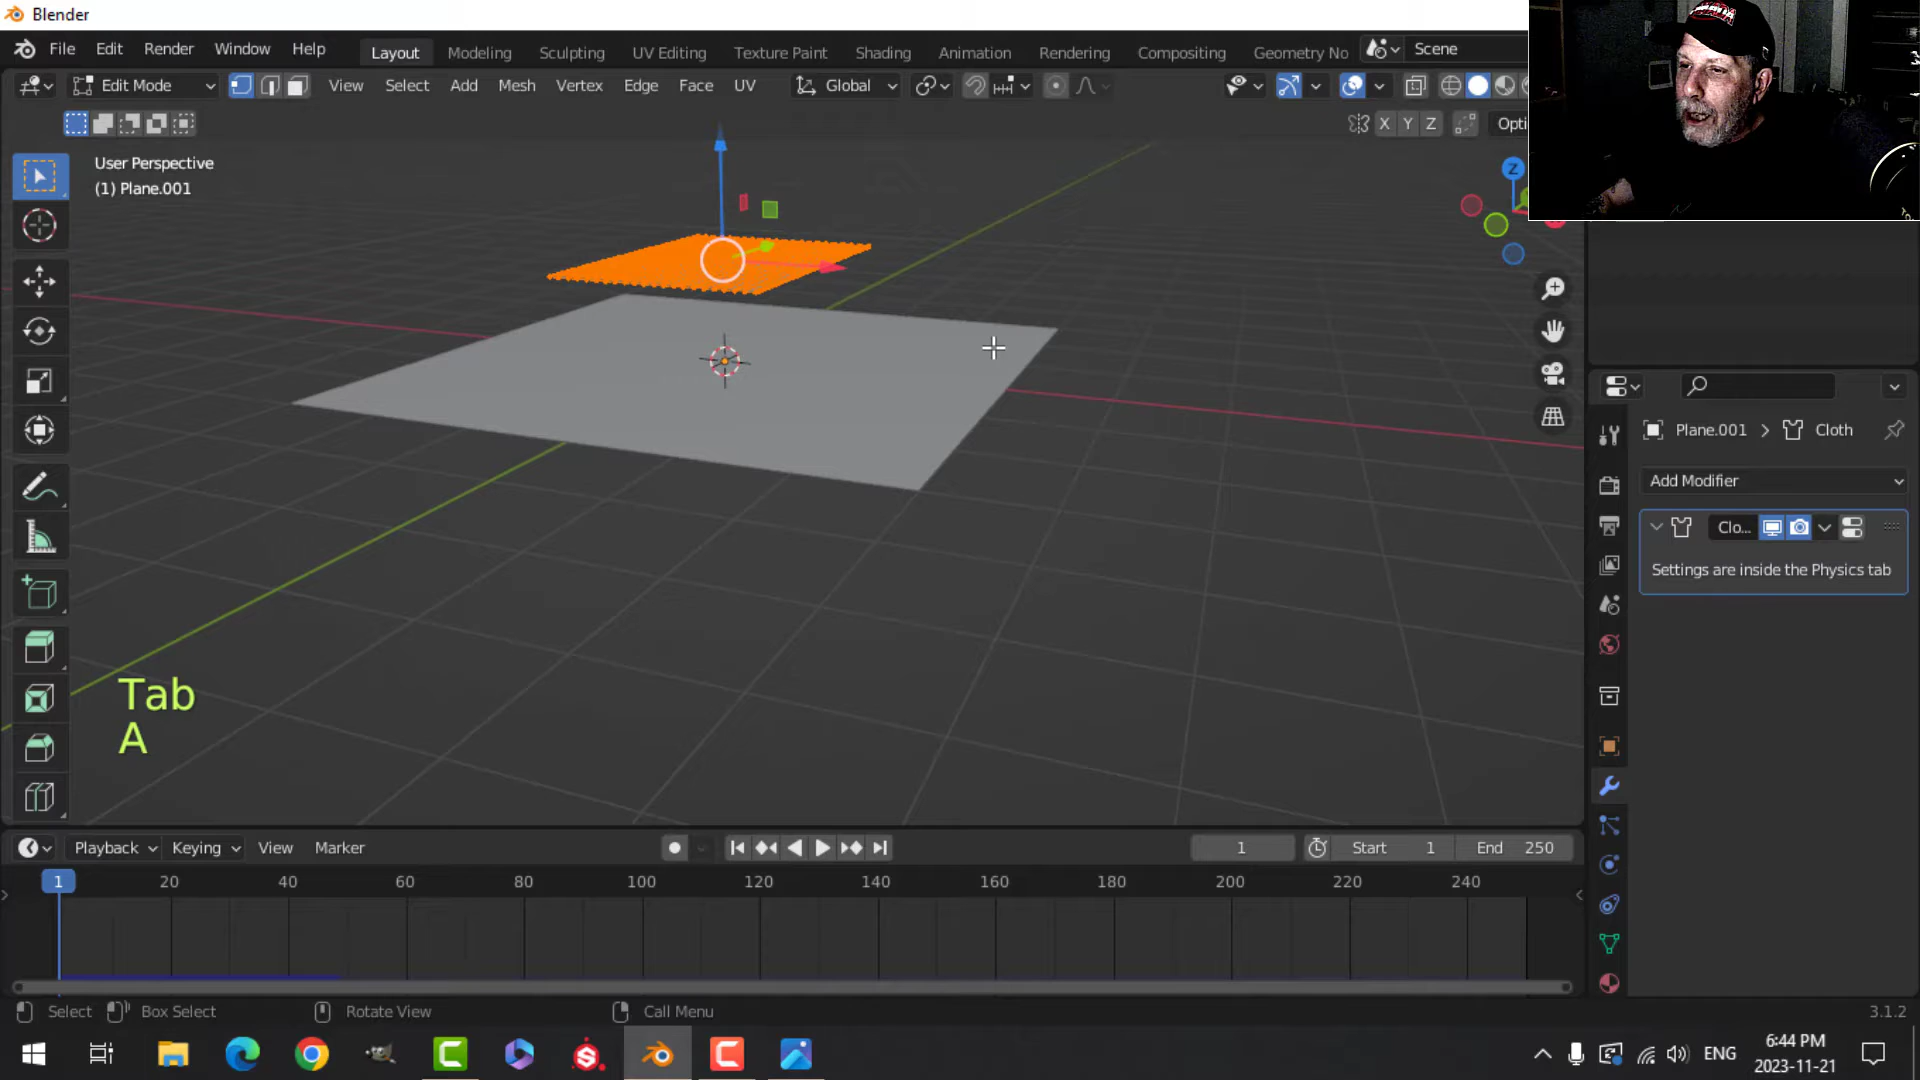 Blender
File Edit Render Window Help
Layout Modeling Sculpting UV Editing Texture Paint Shading Animation Rendering Compositing Geometry No
Scene
Edit Mode View Select Add Mesh Vertex Edge Face UV Global
X Y Z Opti
User Perspective
(1) Plane.001
Z
Plane.001 > Cloth
Add Modifier
Clo...
Settings are inside the Physics tab
Tab
A
Playback Keying View Marker
1 Start 1 End 250
1 20 40 60 80 100 120 140 160 180 200 220 240
Select Box Select Rotate View Call Menu 3.1.2
ENG
6:44 PM
2023-11-21